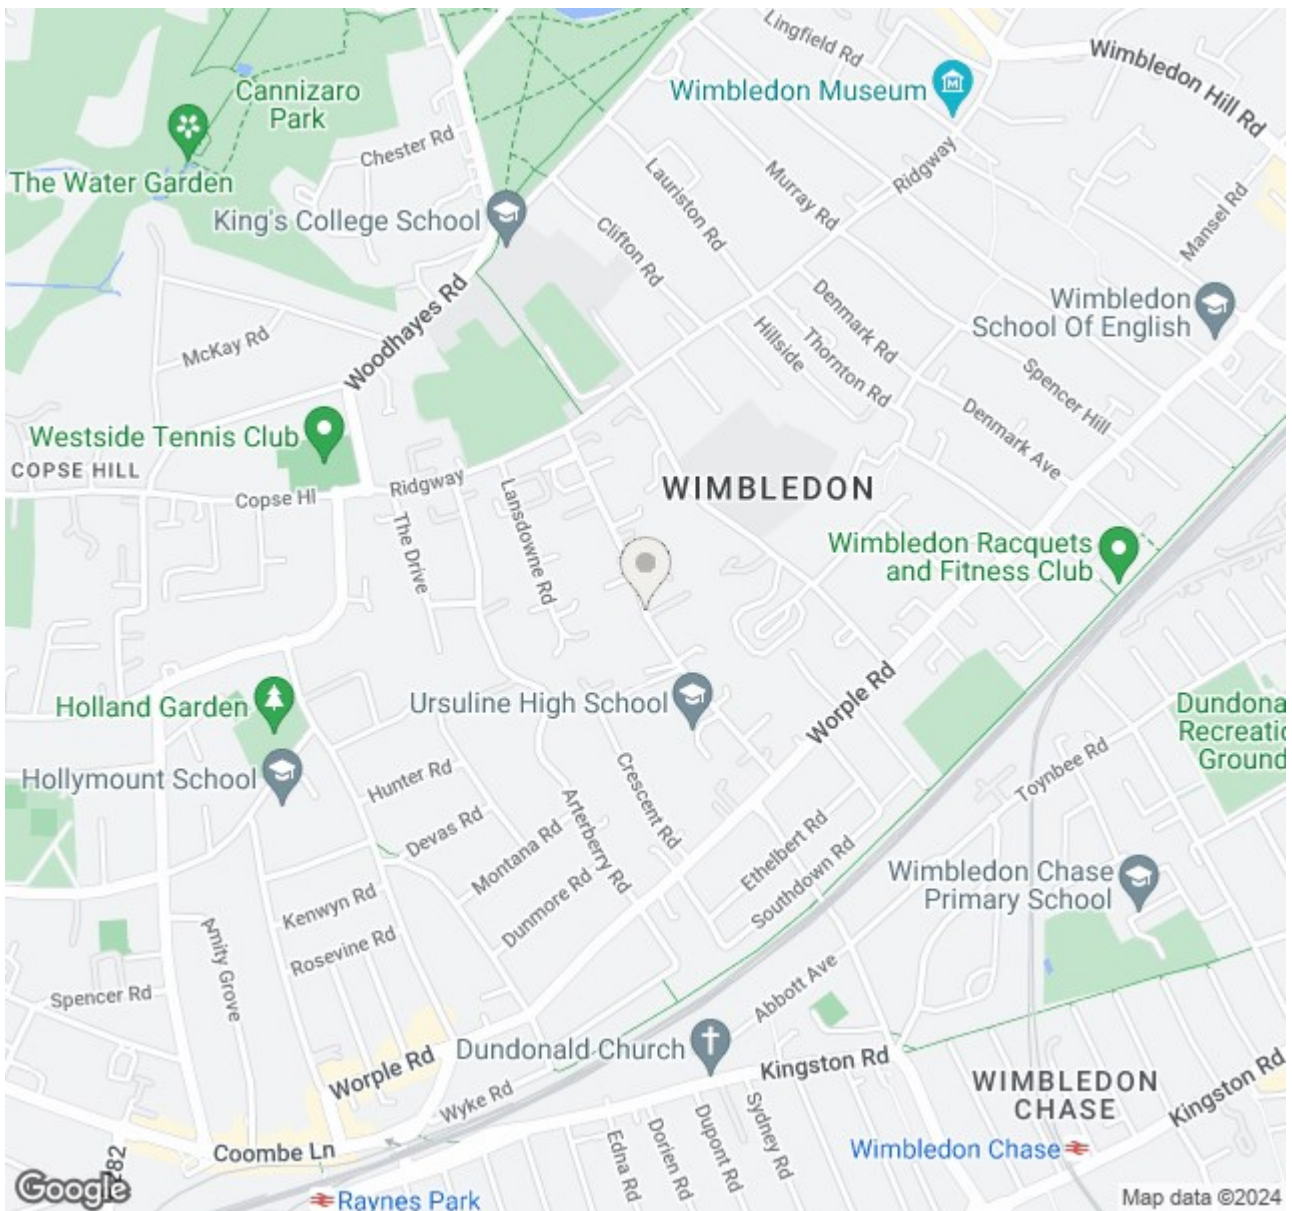 Lingfield Rd
Wimbledon Hill Rd
Wimbledon Museum
Cannizaro
Park
Chester Rd
Ridgway
The Water Garden
Lauriston Rd
Murray Rd
Mansel Rd
King's College School
Clifton Rd
Woodhayes Rd
Denmark Rd
Wimbledon
School Of English
McKay Rd
Hillside
Thornton Rd
Spencer Hill
Westside Tennis Club
Denmark Ave
COPSE HILL
Copse Hl
Ridgway
Lansdowne Rd
WIMBLEDON
The Drive
Wimbledon Racquets
and Fitness Club
Worple Rd
Holland Garden
Ursuline High School
Dundona
Recreatio
Ground
Hollymount School
Hunter Rd
Crescent Rd
Toynbee Rd
Devas Rd
Arterberry Rd
Montana Rd
Ethelbert Rd
Southdown Rd
Wimbledon Chase
Primary School
Kenwyn Rd
Dunmore Rd
Amity Grove
Rosevine Rd
Spencer Rd
Abbott Ave
Worple Rd
Dundonald Church
Kingston Rd
WIMBLEDON
CHASE
Kingston Rd
Wyke Rd
Coombe Ln
Edna Rd
Dorien Rd
Dupont Rd
Sydney Rd
Wimbledon Chase
Google
Raynes Park
Map data ©2024